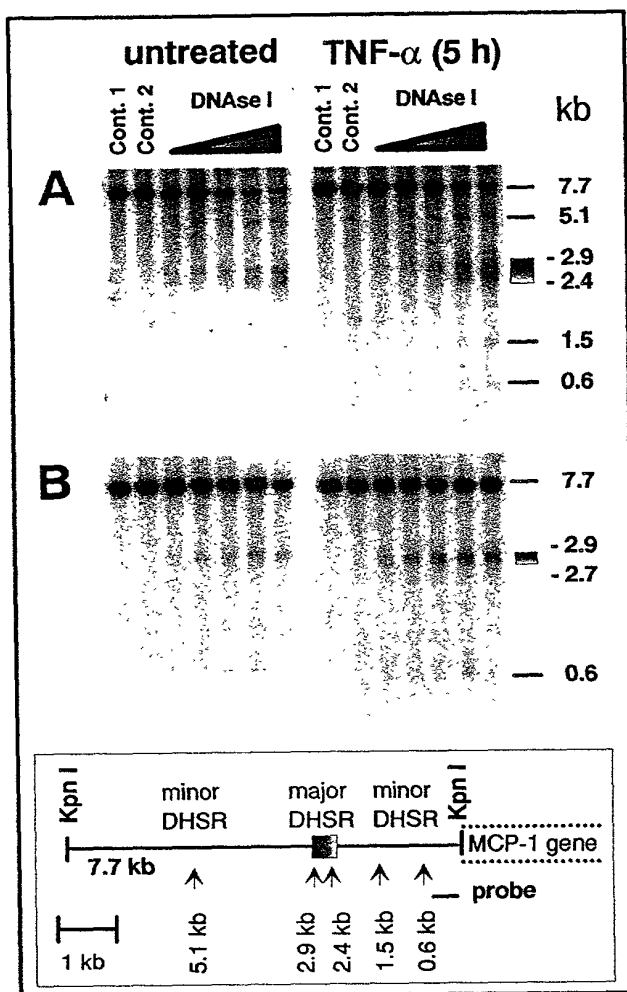 untreated TNF-α (5 h)
Cont. 1 Cont. 2 DNAse I Cont. 1 Cont. 2 DNAse I kb
A
7.7
5.1
- 2.9
- 2.4
1.5
0.6
B
7.7
- 2.9
- 2.7
0.6
Kpn I minor DHSR major DHSR minor DHSR Kpn I
MCP-1 gene
7.7 kb
probe
1 kb 5.1 kb 2.9 kb 2.4 kb 1.5 kb 0.6 kb